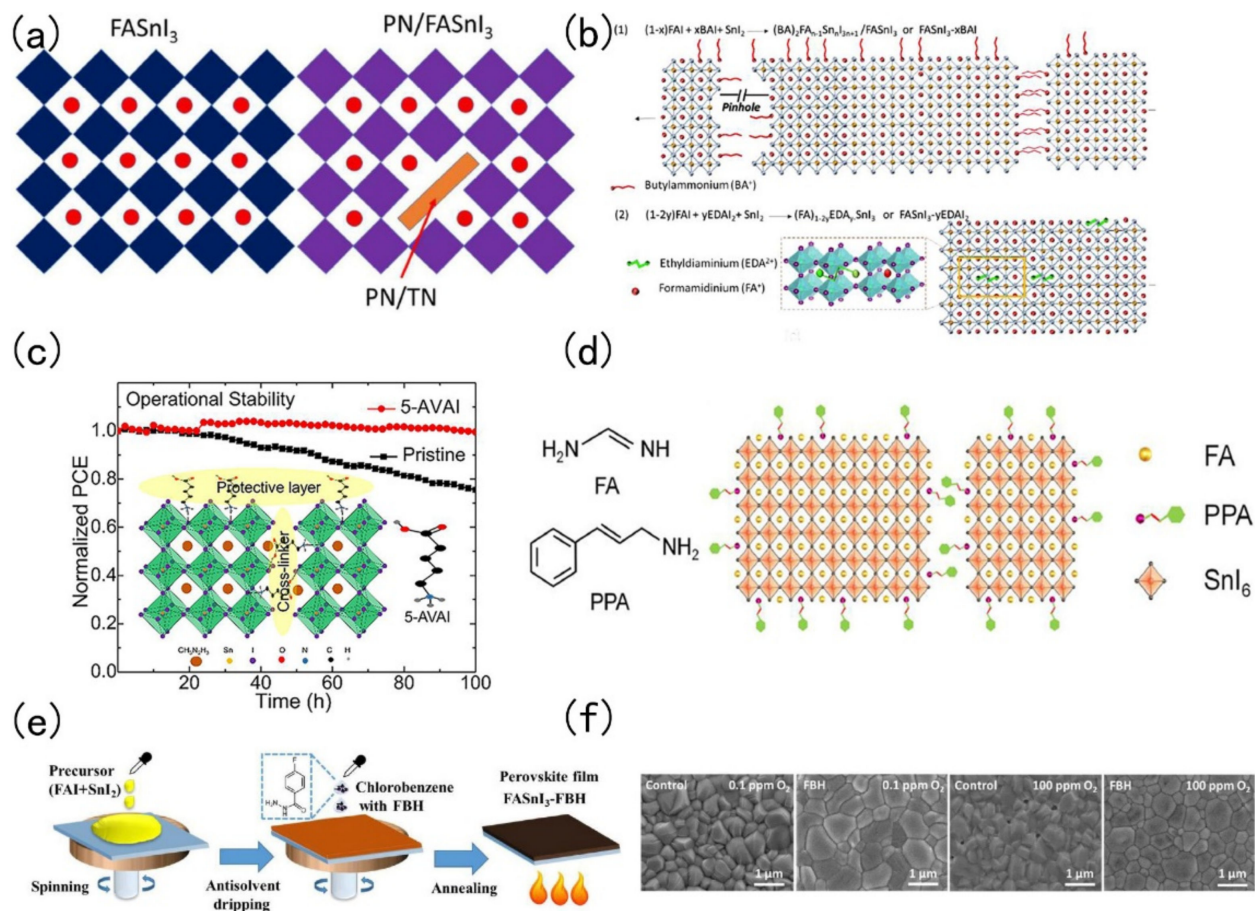 (a)
FASnI3
PN/FASnI3
PN/TN
(b)
(1) (1-x)FAI + xBAI+ SnI2 → (BA)2FAn-1SnnI3n+1 /FASnI3 or FASnI3-xBAI
Pinhole
Butylammonium (BA+)
(2) (1-2y)FAI + yEDAI2 + SnI2 → (FA)1-2yEDAy SnI3 or FASnI3-yEDAI2
Ethyldiaminium (EDA2+)
Formamidinium (FA+)
(c)
Operational Stability
5-AVAI
Pristine
Protective layer
Cross-linker
5-AVAI
CH5N2H5 Sn I O N C H
Normalized PCE
1.0
0.8
0.6
0.4
0.2
0.0
20 40 60 80 100
Time (h)
(d)
H2N NH
FA
NH2
PPA
FA
PPA
SnI6
(e)
Precursor
(FAI+SnI2)
Spinning
Antisolvent
dripping
F
H2N
N
H
O
Chlorobenzene
with FBH
Annealing
Perovskite film
FASnI3-FBH
(f)
Control 0.1 ppm O2
1 µm
FBH 0.1 ppm O2
1 µm
Control 100 ppm O2
1 µm
FBH 100 ppm O2
1 µm